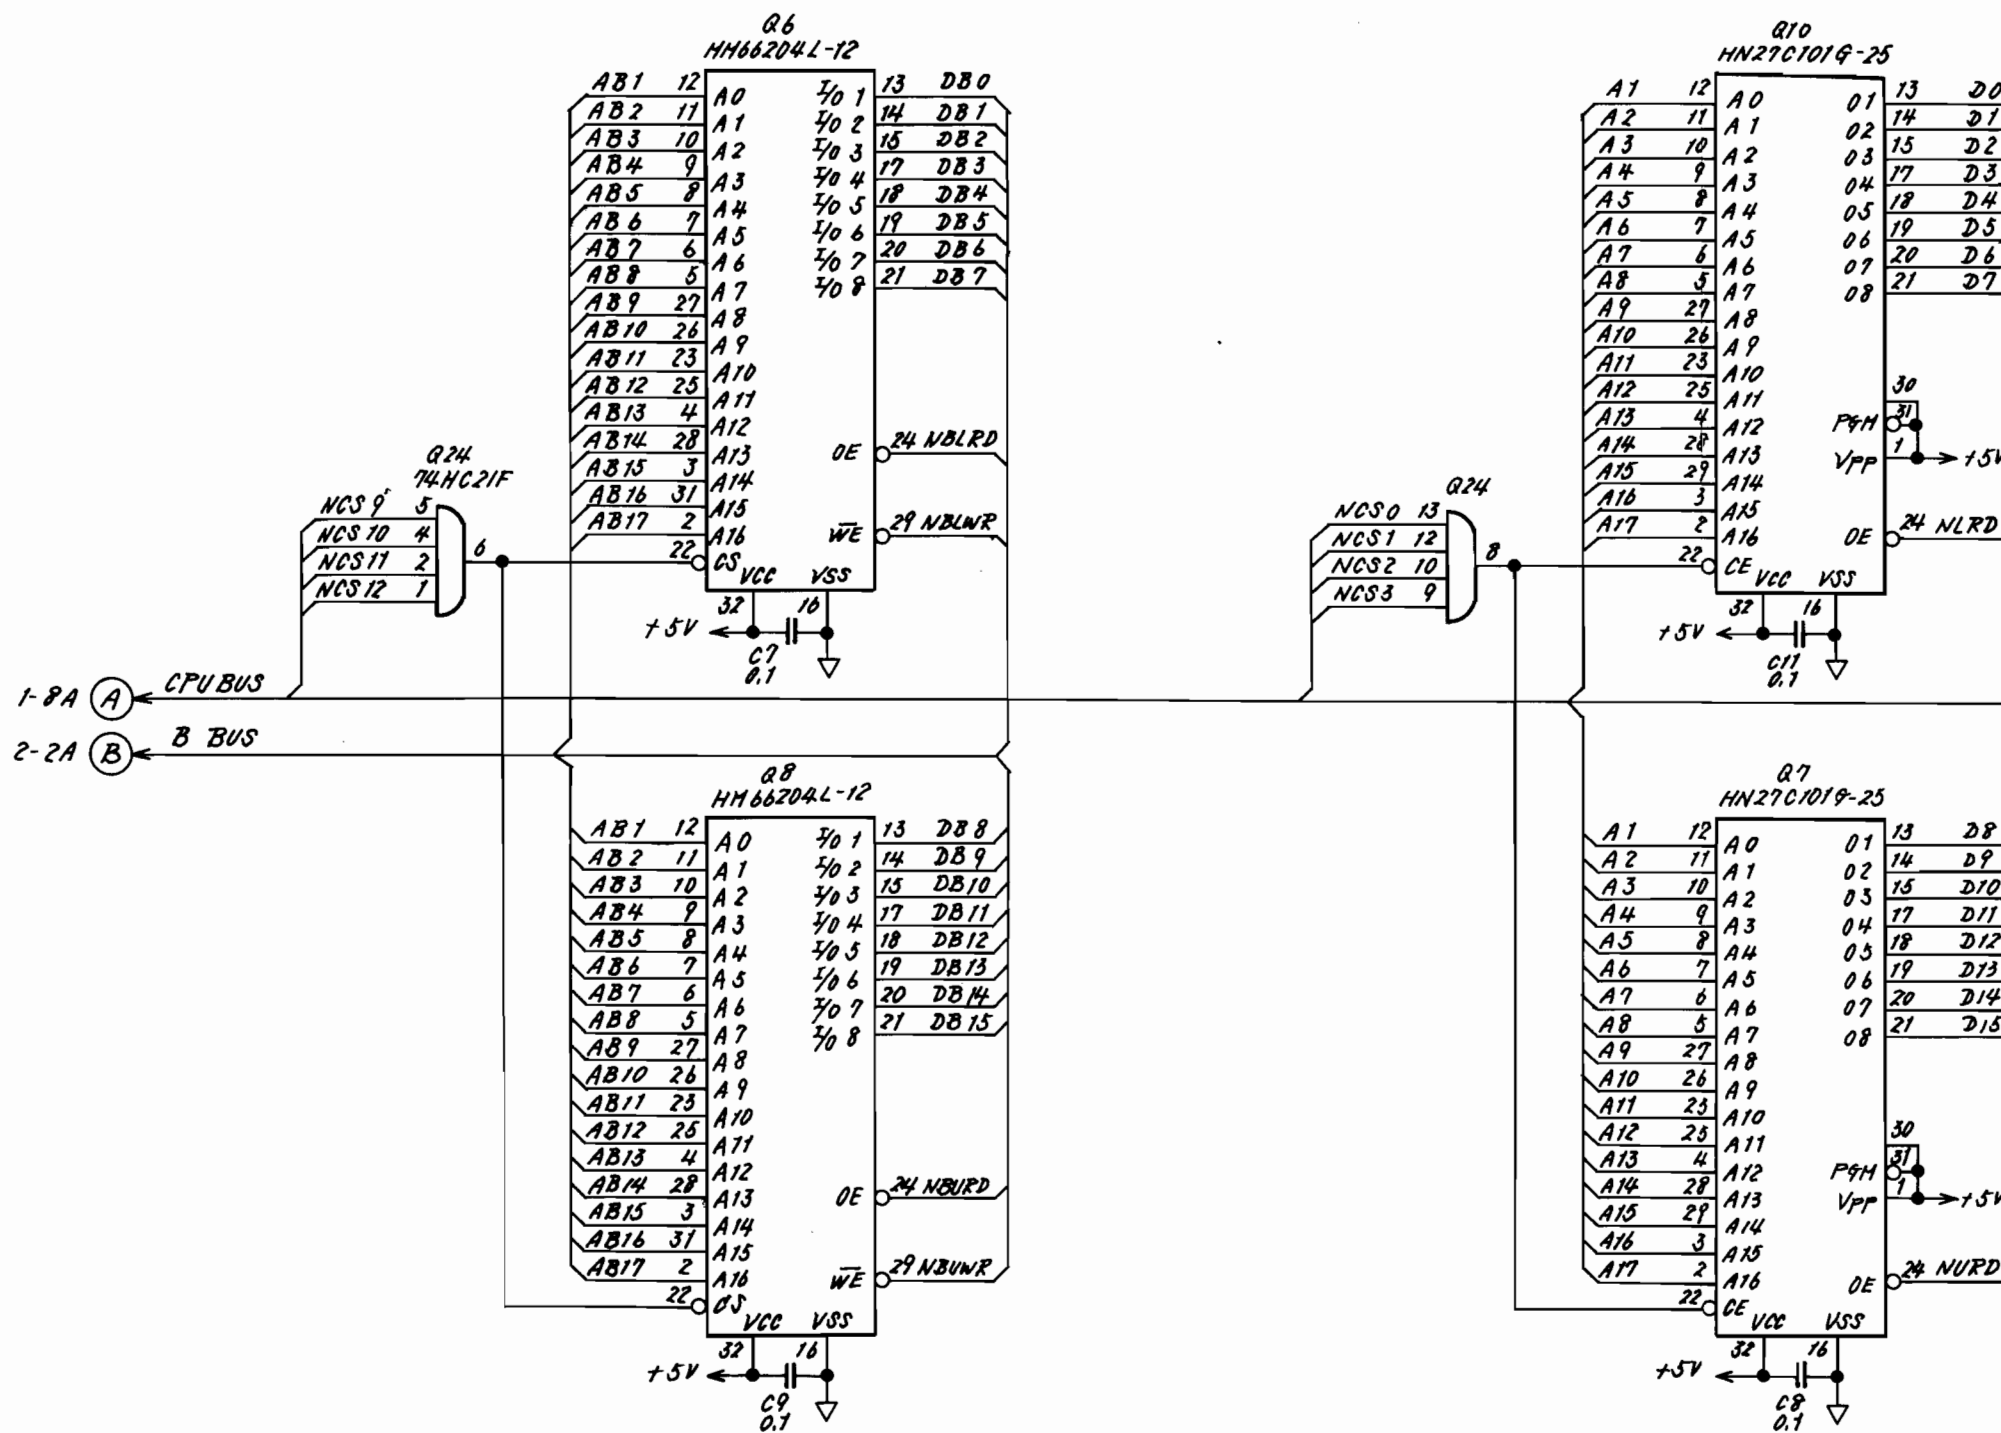 Q6
HM66204L-12
AB1 12 A0 I/O 1 13 DB0
AB2 11 A1 I/O 2 14 DB1
AB3 10 A2 I/O 3 15 DB2
AB4 9 A3 I/O 4 17 DB3
AB5 8 A4 I/O 5 18 DB4
AB6 7 A5 I/O 6 19 DB5
AB7 6 A6 I/O 7 20 DB6
AB8 5 A7 I/O 8 21 DB7
AB9 27 A8
AB10 26 A9
AB11 23 A10
AB12 25 A11
AB13 4 A12
AB14 28 A13 OE 24 NBLRD
AB15 3 A14
AB16 31 A15
AB17 2 A16 WE 29 NBLWR
22 CS
VCC VSS
32 16
+5V
C7
0.1
Q24
74HC21F
NCS9 5
NCS10 4
NCS11 2
NCS12 1
6
Q10
HN27C101G-25
A1 12 A0 O1 13 D0
A2 11 A1 O2 14 D1
A3 10 A2 O3 15 D2
A4 9 A3 O4 17 D3
A5 8 A4 O5 18 D4
A6 7 A5 O6 19 D5
A7 6 A6 O7 20 D6
A8 5 A7 O8 21 D7
A9 27 A8
A10 26 A9
A11 23 A10
A12 25 A11 30
A13 4 A12 PGM 31
A14 28 A13 VPP 1 +5V
A15 29 A14
A16 3 A15
A17 2 A16 OE 24 NLRD
22 CE
VCC VSS
32 16
+5V
C11
0.1
Q24
NCS0 13
NCS1 12
NCS2 10
NCS3 9
8
1-8A A CPU BUS
2-2A B B BUS
Q8
HM66204L-12
AB1 12 A0 I/O 1 13 DB8
AB2 11 A1 I/O 2 14 DB9
AB3 10 A2 I/O 3 15 DB10
AB4 9 A3 I/O 4 17 DB11
AB5 8 A4 I/O 5 18 DB12
AB6 7 A5 I/O 6 19 DB13
AB7 6 A6 I/O 7 20 DB14
AB8 5 A7 I/O 8 21 DB15
AB9 27 A8
AB10 26 A9
AB11 23 A10
AB12 25 A11
AB13 4 A12
AB14 28 A13 OE 24 NBURD
AB15 3 A14
AB16 31 A15
AB17 2 A16 WE 29 NBUWR
22 CS
VCC VSS
32 16
+5V
C9
0.1
Q7
HN27C101G-25
A1 12 A0 O1 13 D8
A2 11 A1 O2 14 D9
A3 10 A2 O3 15 D10
A4 9 A3 O4 17 D11
A5 8 A4 O5 18 D12
A6 7 A5 O6 19 D13
A7 6 A6 O7 20 D14
A8 5 A7 O8 21 D15
A9 27 A8
A10 26 A9
A11 23 A10
A12 25 A11 30
A13 4 A12 PGM 31
A14 28 A13 VPP 1 +5V
A15 29 A14
A16 3 A15
A17 2 A16 OE 24 NURD
22 CE
VCC VSS
32 16
+5V
C8
0.1